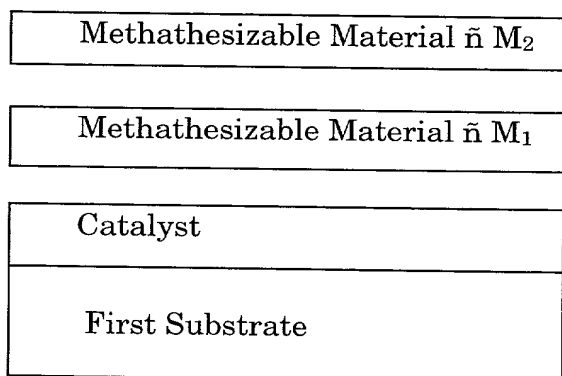 Methathesizable Material ñ M₂
Methathesizable Material ñ M₁
Catalyst
First Substrate